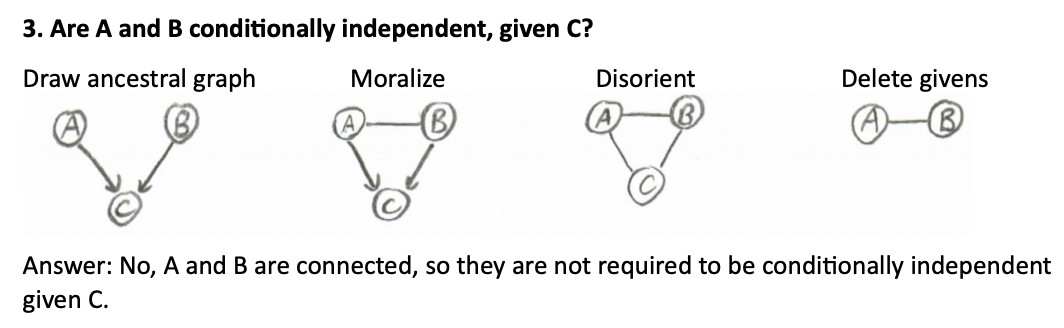 3. Are A and B conditionally independent, given C?
Draw ancestral graph Moralize Disorient Delete givens
A B A B A B A B
C C C
Answer: No, A and B are connected, so they are not required to be conditionally independent
given C.